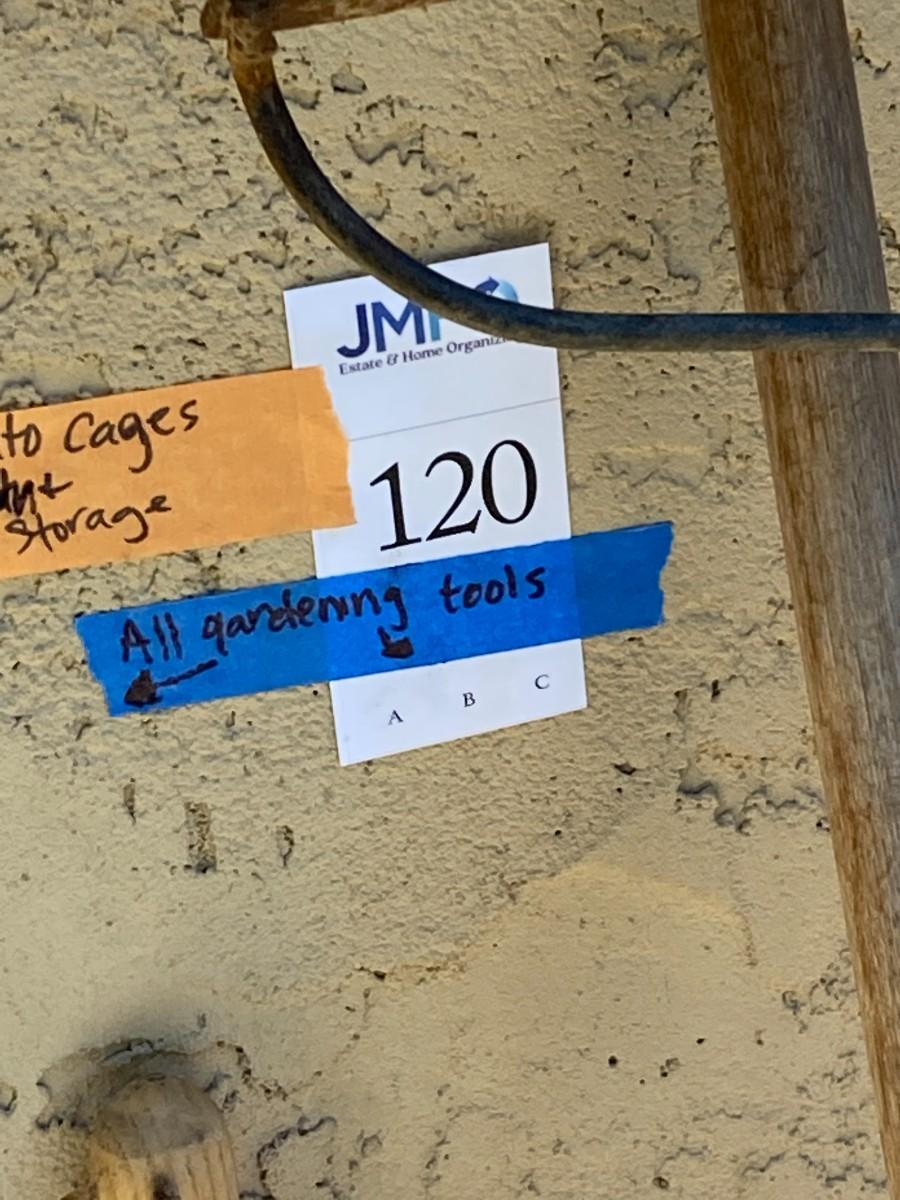 JM
Estate & Home Organiz
to Cages
Storage
120
All gardening tools
A B C